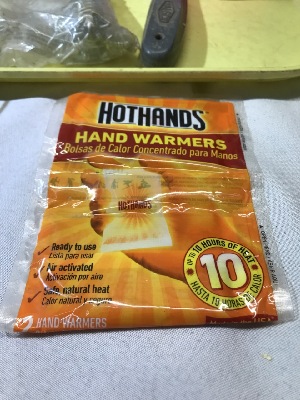 HOTHANDS®
HAND WARMERS
Bolsas de Calor Concentrado para Manos
HOTHANDS
Ready to use
Lista para usar
Air activated
Activación por aire
Safe natural heat
Calor natural y seguro
UP TO 10 HOURS OF HEAT
10
HASTA 10 HORAS DE CALOR
2 HAND WARMERS